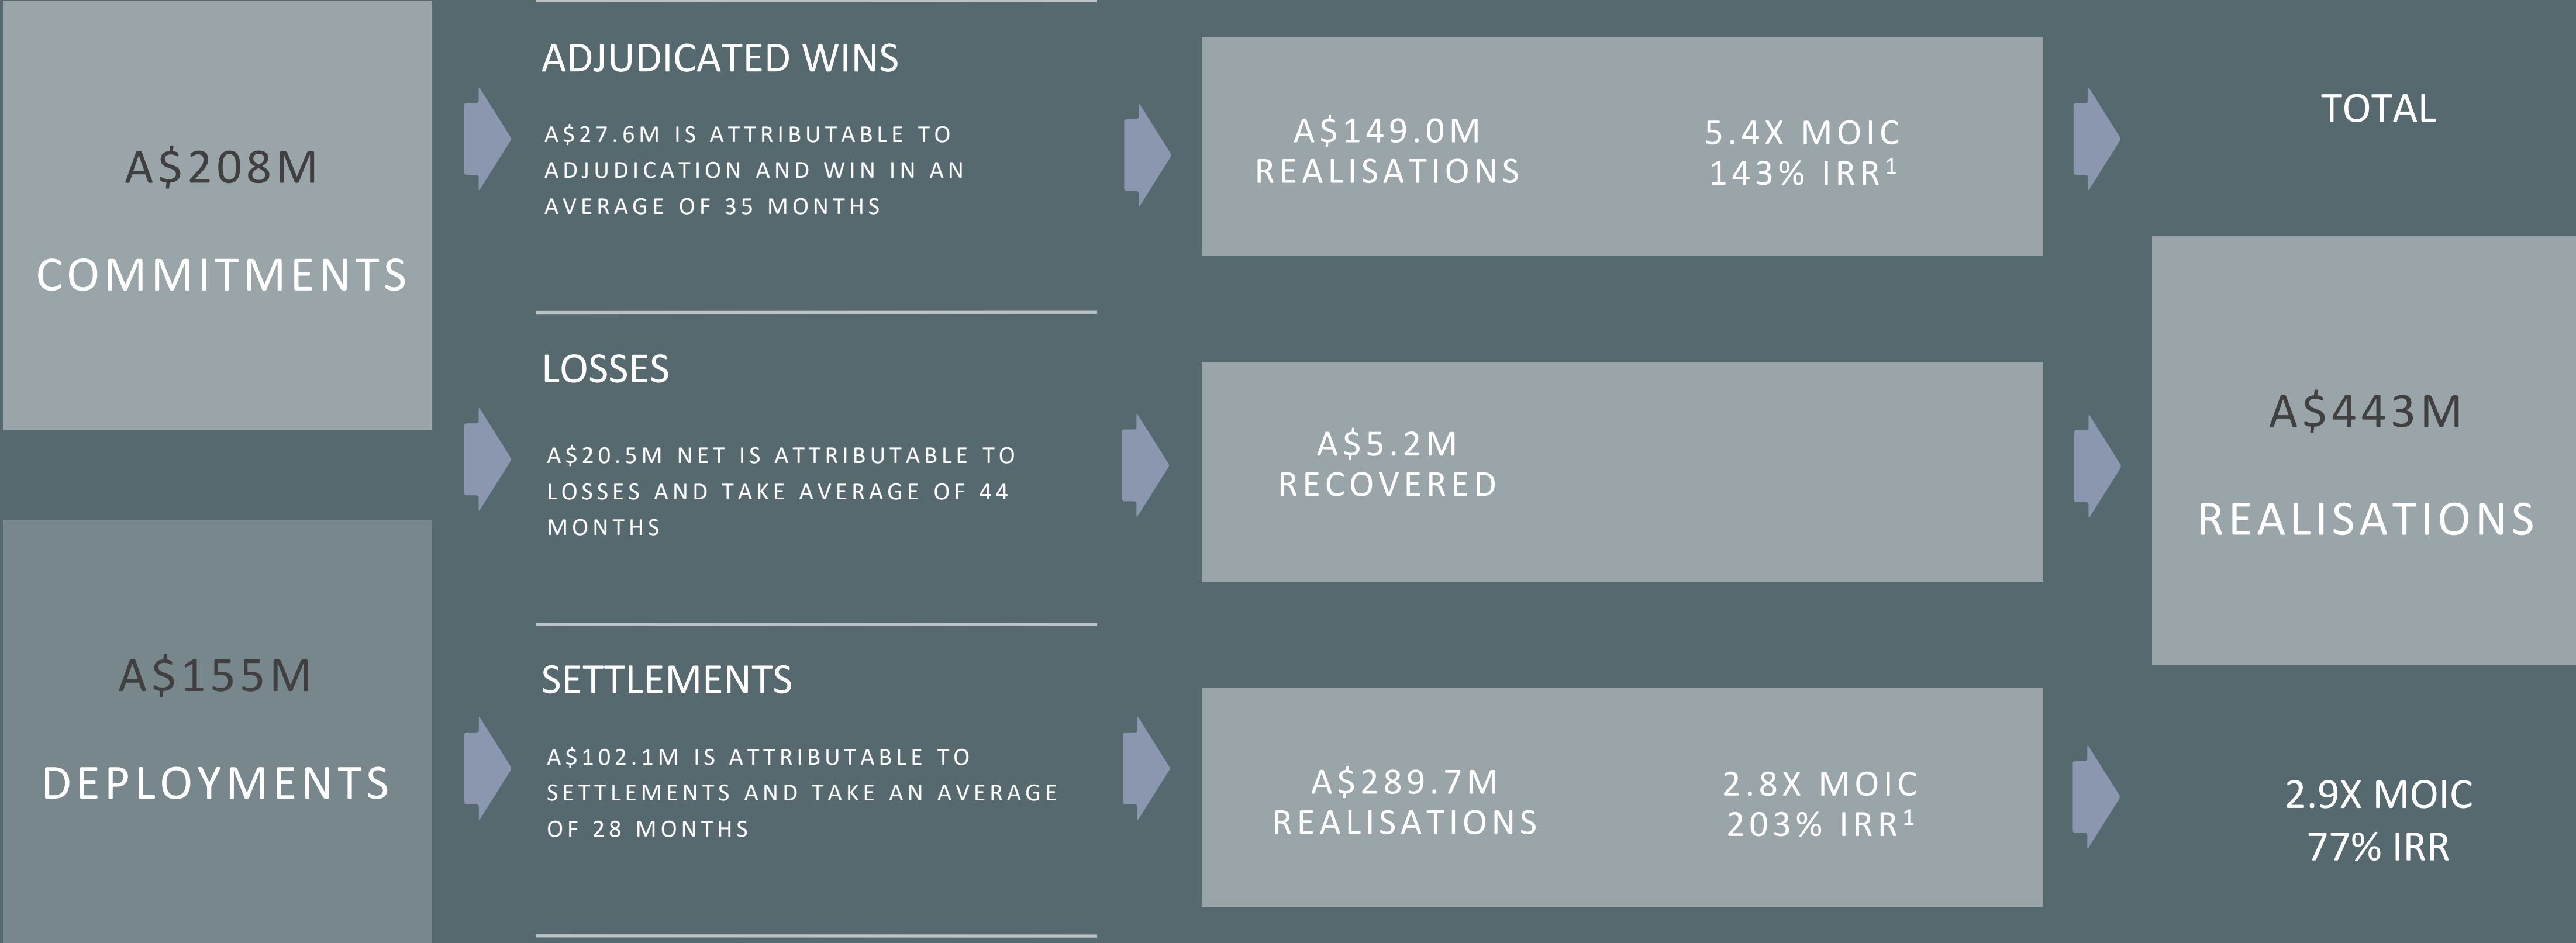 A$208M
COMMITMENTS
A$155M
DEPLOYMENTS
ADJUDICATED WINS
A$27.6M IS ATTRIBUTABLE TO
ADJUDICATION AND WIN IN AN
AVERAGE OF 35 MONTHS
A$149.0M
REALISATIONS
5.4X MOIC
143% IRR¹
LOSSES
A$20.5M NET IS ATTRIBUTABLE TO
LOSSES AND TAKE AVERAGE OF 44
MONTHS
A$5.2M
RECOVERED
SETTLEMENTS
A$102.1M IS ATTRIBUTABLE TO
SETTLEMENTS AND TAKE AN AVERAGE
OF 28 MONTHS
A$289.7M
REALISATIONS
2.8X MOIC
203% IRR¹
TOTAL
A$443M
REALISATIONS
2.9X MOIC
77% IRR